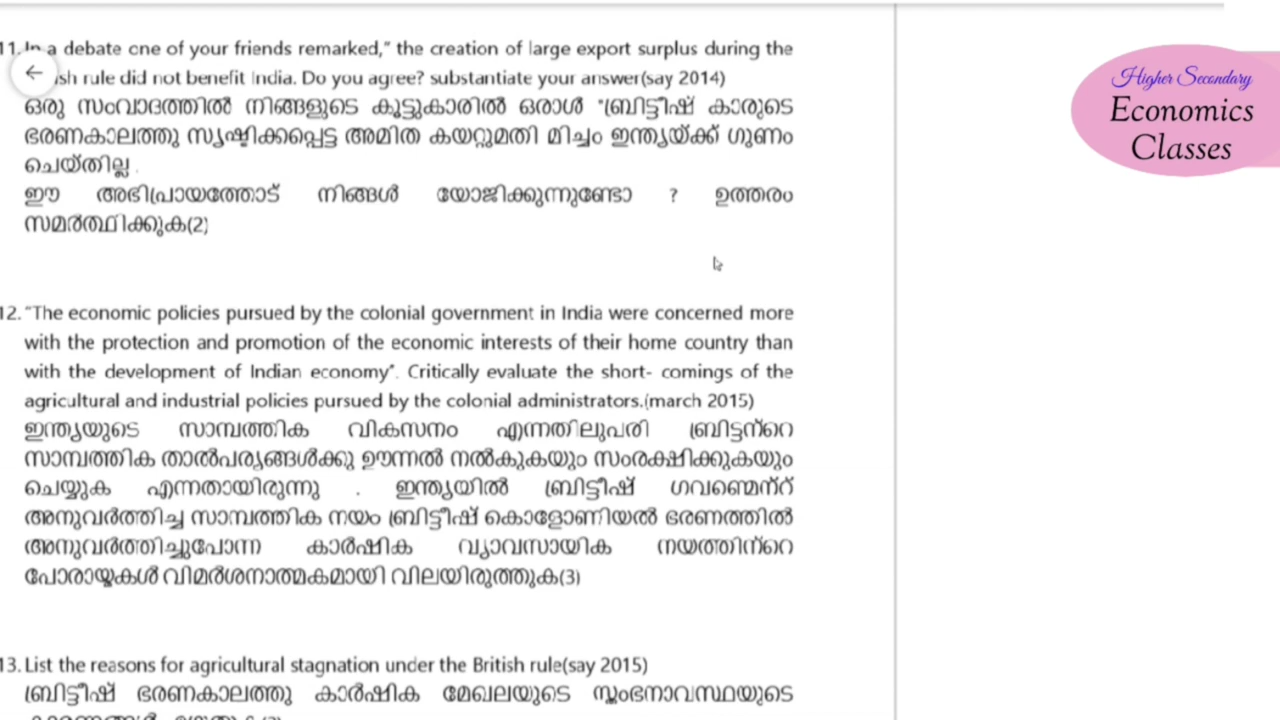 11. In a debate one of your friends remarked,” the creation of large export surplus during the
ish rule did not benefit India. Do you agree? substantiate your answer(say 2014)
ഒരു സംവാദത്തിൽ നിങ്ങളുടെ കൂട്ടുകാരിൽ ഒരാൾ "ബ്രിട്ടീഷ് കാരുടെ
ഭരണകാലത്തു സൃഷ്ടിക്കപ്പെട്ട അമിത കയറ്റുമതി മിച്ചം ഇന്ത്യയ്ക്ക് ഗുണം
ചെയ്തില്ല .
ഈ അഭിപ്രായത്തോട് നിങ്ങൾ യോജിക്കുന്നുണ്ടോ ? ഉത്തരം
സമർത്ഥിക്കുക(2)
12. “The economic policies pursued by the colonial government in India were concerned more
with the protection and promotion of the economic interests of their home country than
with the development of Indian economy”. Critically evaluate the short- comings of the
agricultural and industrial policies pursued by the colonial administrators.(march 2015)
ഇന്ത്യയുടെ സാമ്പത്തിക വികസനം എന്നതിലുപരി ബ്രിട്ടന്റെ
സാമ്പത്തിക താൽപര്യങ്ങൾക്കു ഊന്നൽ നൽകുകയും സംരക്ഷിക്കുകയും
ചെയ്യുക എന്നതായിരുന്നു . ഇന്ത്യയിൽ ബ്രിട്ടീഷ് ഗവണ്മെന്റ്
അനുവർത്തിച്ച സാമ്പത്തിക നയം ബ്രിട്ടീഷ് കൊളോണിയൽ ഭരണത്തിൽ
അനുവർത്തിച്ചുപോന്ന കാർഷിക വ്യാവസായിക നയത്തിന്റെ
പോരായ്മകൾ വിമർശനാത്മകമായി വിലയിരുത്തുക(3)
13. List the reasons for agricultural stagnation under the British rule(say 2015)
ബ്രിട്ടീഷ് ഭരണകാലത്തു കാർഷിക മേഖലയുടെ സ്തംഭനാവസ്ഥയുടെ
Higher Secondary
Economics
Classes